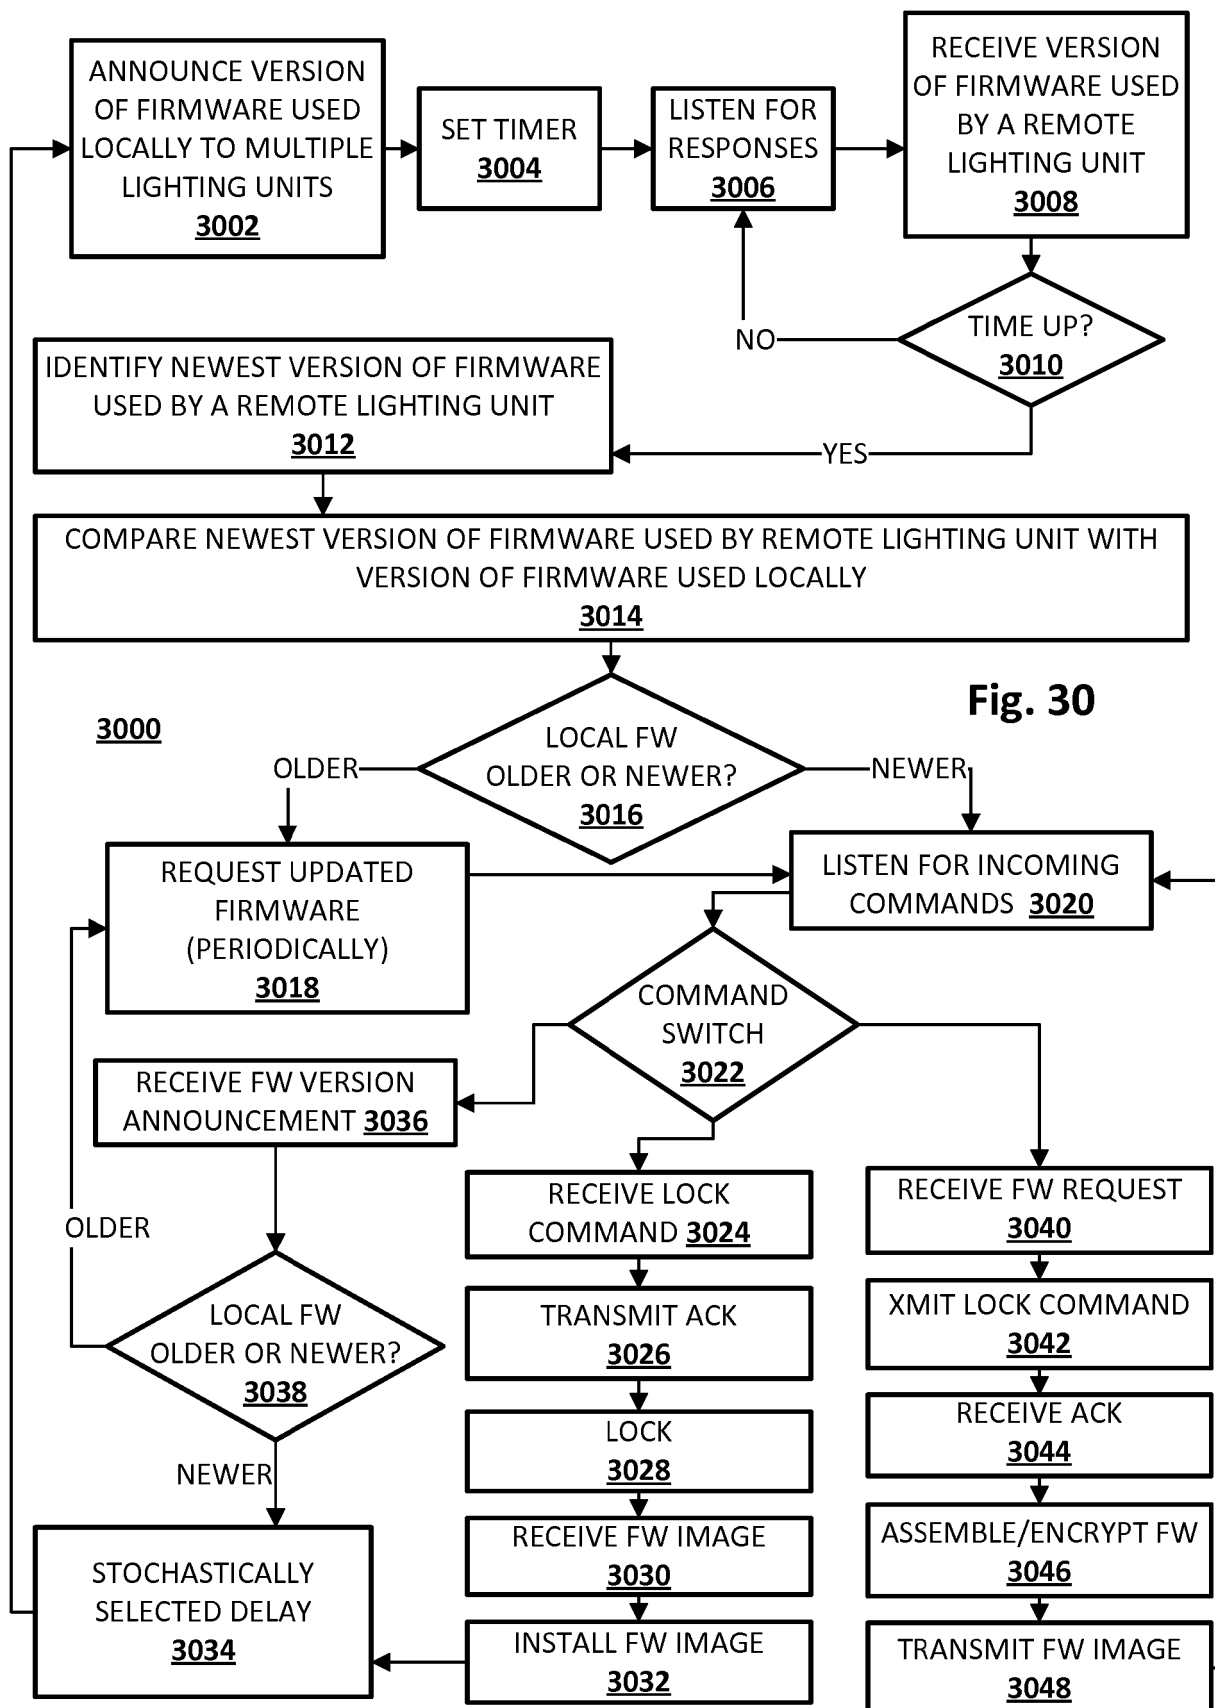 ANNOUNCE VERSION
OF FIRMWARE USED
LOCALLY TO MULTIPLE
LIGHTING UNITS
3002
SET TIMER
3004
LISTEN FOR
RESPONSES
3006
RECEIVE VERSION
OF FIRMWARE USED
BY A REMOTE
LIGHTING UNIT
3008
TIME UP?
3010
NO
YES
IDENTIFY NEWEST VERSION OF FIRMWARE
USED BY A REMOTE LIGHTING UNIT
3012
COMPARE NEWEST VERSION OF FIRMWARE USED BY REMOTE LIGHTING UNIT WITH
VERSION OF FIRMWARE USED LOCALLY
3014
Fig. 30
3000
LOCAL FW
OLDER OR NEWER?
3016
OLDER
NEWER
REQUEST UPDATED
FIRMWARE
(PERIODICALLY)
3018
LISTEN FOR INCOMING
COMMANDS 3020
COMMAND
SWITCH
3022
RECEIVE FW VERSION
ANNOUNCEMENT 3036
OLDER
LOCAL FW
OLDER OR NEWER?
3038
NEWER
STOCHASTICALLY
SELECTED DELAY
3034
RECEIVE LOCK
COMMAND 3024
TRANSMIT ACK
3026
LOCK
3028
RECEIVE FW IMAGE
3030
INSTALL FW IMAGE
3032
RECEIVE FW REQUEST
3040
XMIT LOCK COMMAND
3042
RECEIVE ACK
3044
ASSEMBLE/ENCRYPT FW
3046
TRANSMIT FW IMAGE
3048